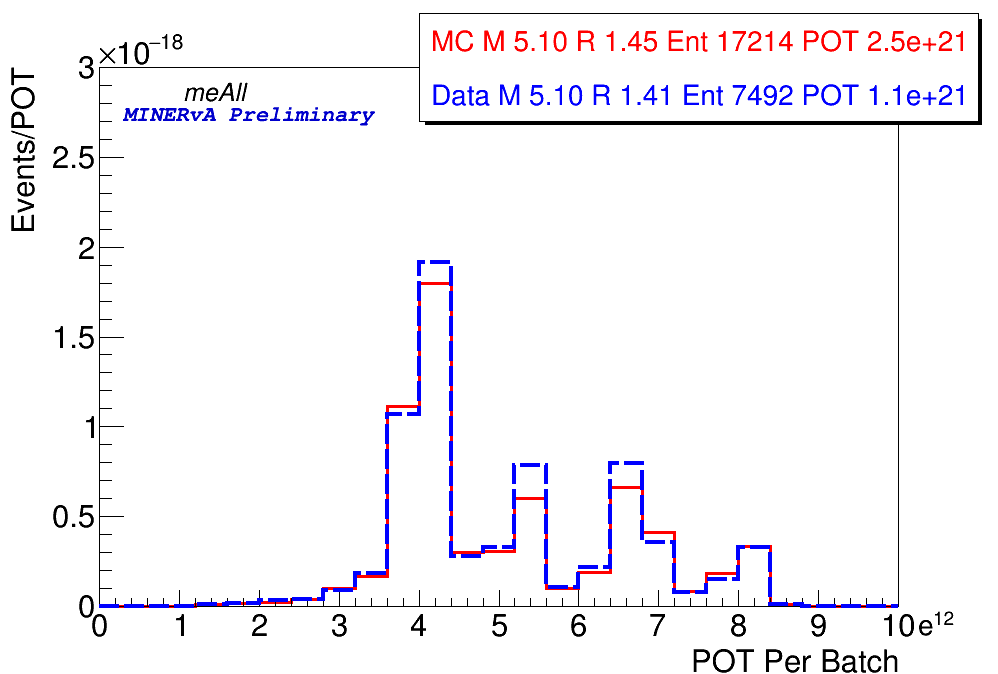 ×10⁻¹⁸
MC M 5.10 R 1.45 Ent 17214 POT 2.5e+21
Data M 5.10 R 1.41 Ent 7492 POT 1.1e+21
meAll
MINERvA Preliminary
Events/POT
3
2.5
2
1.5
1
0.5
0
0 1 2 3 4 5 6 7 8 9 10e12
POT Per Batch